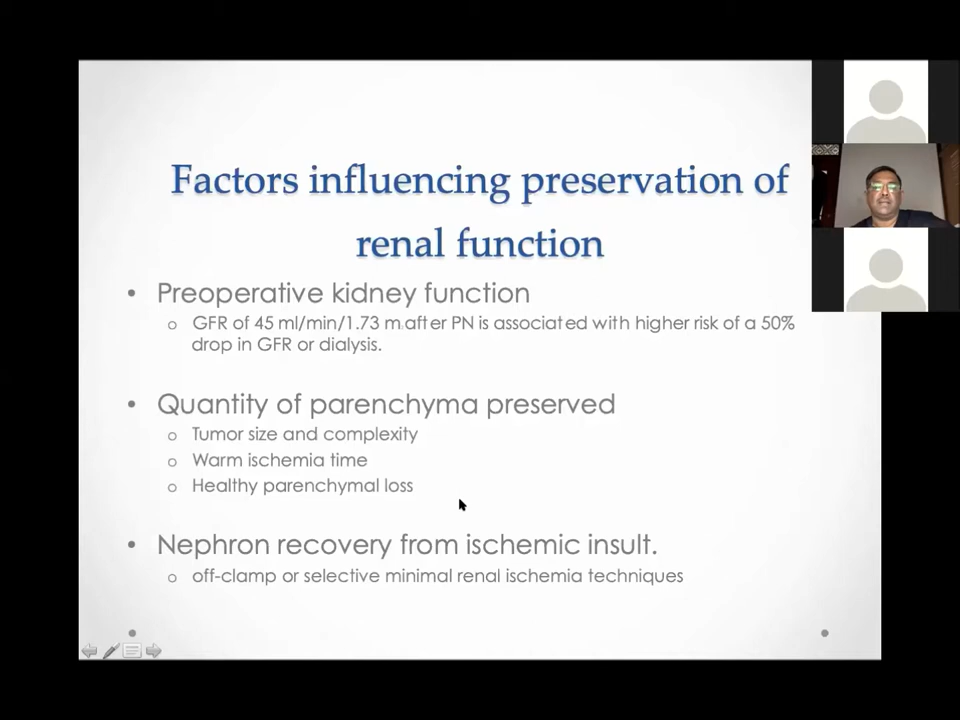 Factors influencing preservation of
renal function
• Preoperative kidney function
o GFR of 45 ml/min/1.73 m after PN is associated with higher risk of a 50%
drop in GFR or dialysis.
• Quantity of parenchyma preserved
o Tumor size and complexity
o Warm ischemia time
o Healthy parenchymal loss
• Nephron recovery from ischemic insult.
o off-clamp or selective minimal renal ischemia techniques